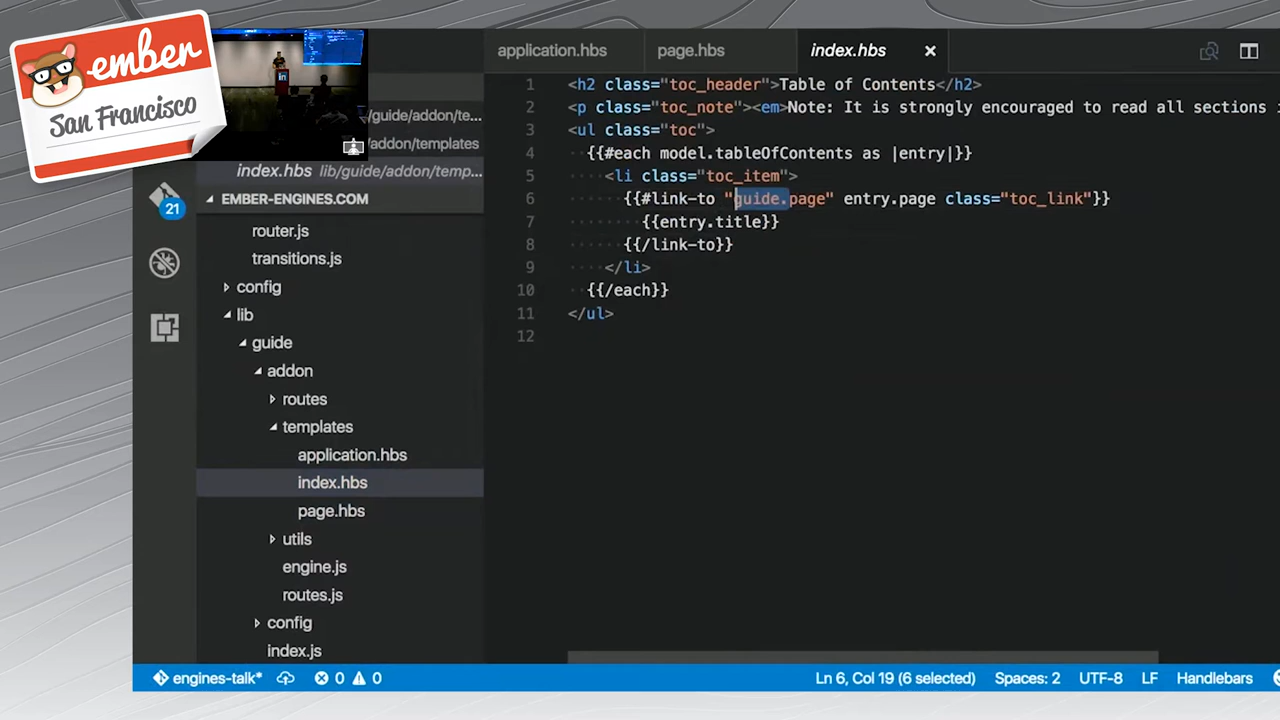 ember
San Francisco
in
/guide/addon/te...
addon/templates
index.hbs lib/guide/addon/temp...
21
EMBER-ENGINES.COM
router.js
transitions.js
config
lib
guide
addon
routes
templates
application.hbs
index.hbs
page.hbs
utils
engine.js
routes.js
config
index.js
application.hbs
page.hbs
index.hbs
1 <h2 class="toc_header">Table of Contents</h2>
2 <p class="toc_note"><em>Note: It is strongly encouraged to read all sections
3 <ul class="toc">
4 {{#each model.tableOfContents as |entry|}}
5 <li class="toc_item">
6 {{#link-to "guide.page" entry.page class="toc_link"}}
7 {{entry.title}}
8 {{/link-to}}
9 </li>
10 {{/each}}
11 </ul>
12
engines-talk* 0 0 Ln 6, Col 19 (6 selected) Spaces: 2 UTF-8 LF Handlebars